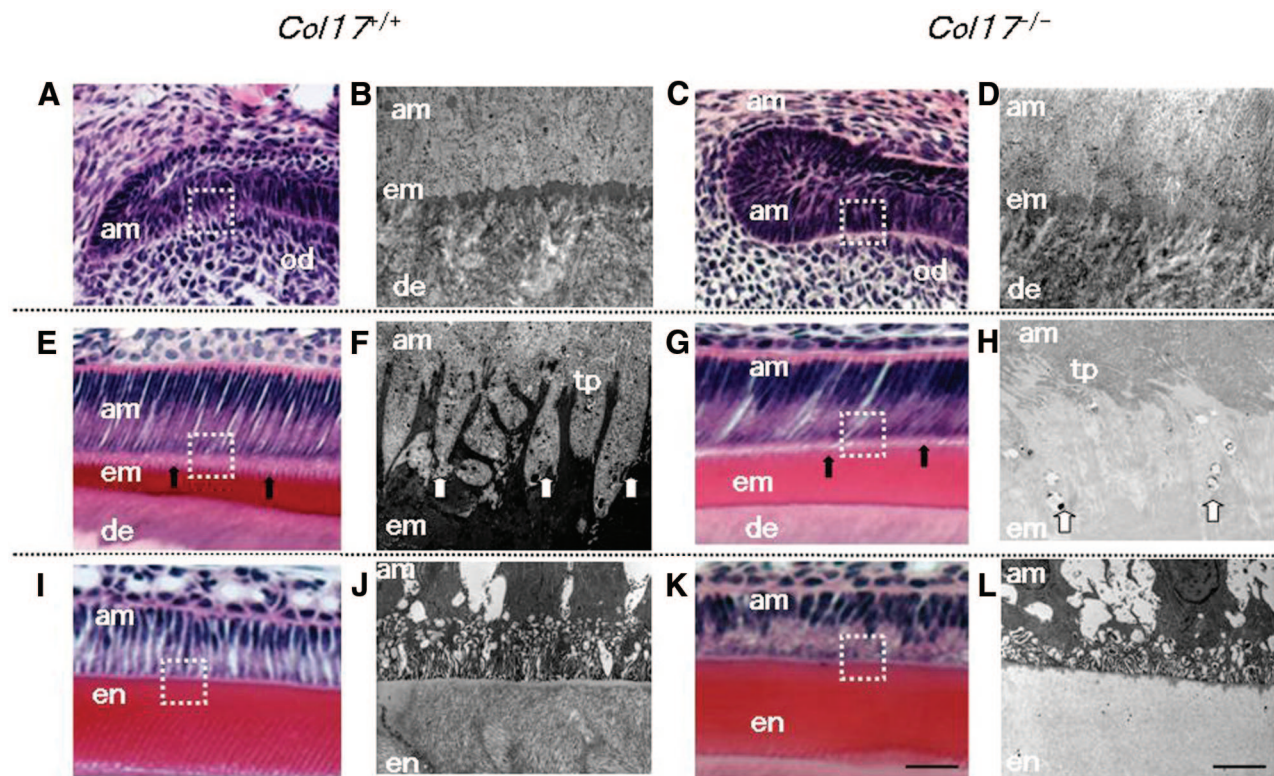 Col17+/+ Col17-/-
A B C D
am am am
em
am am em
od od
de de
E F G H
am am am
tp tp
am
em em em em
de
I J K L
am am am am
en en
en en